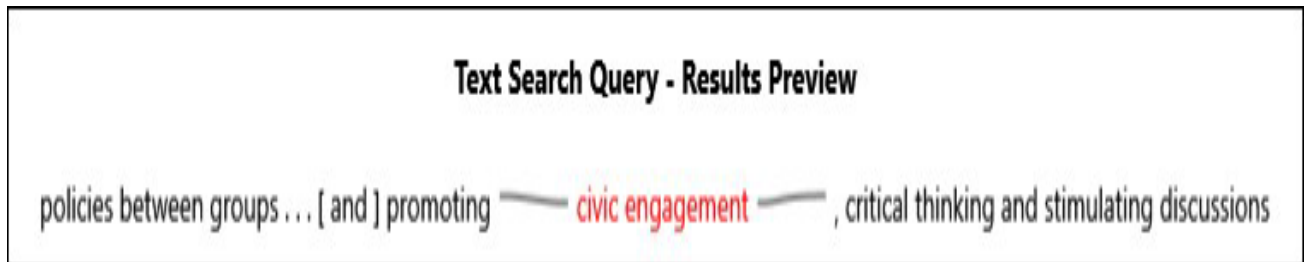 Text Search Query - Results Preview
policies between groups . . . [ and ] promoting civic engagement , critical thinking and stimulating discussions